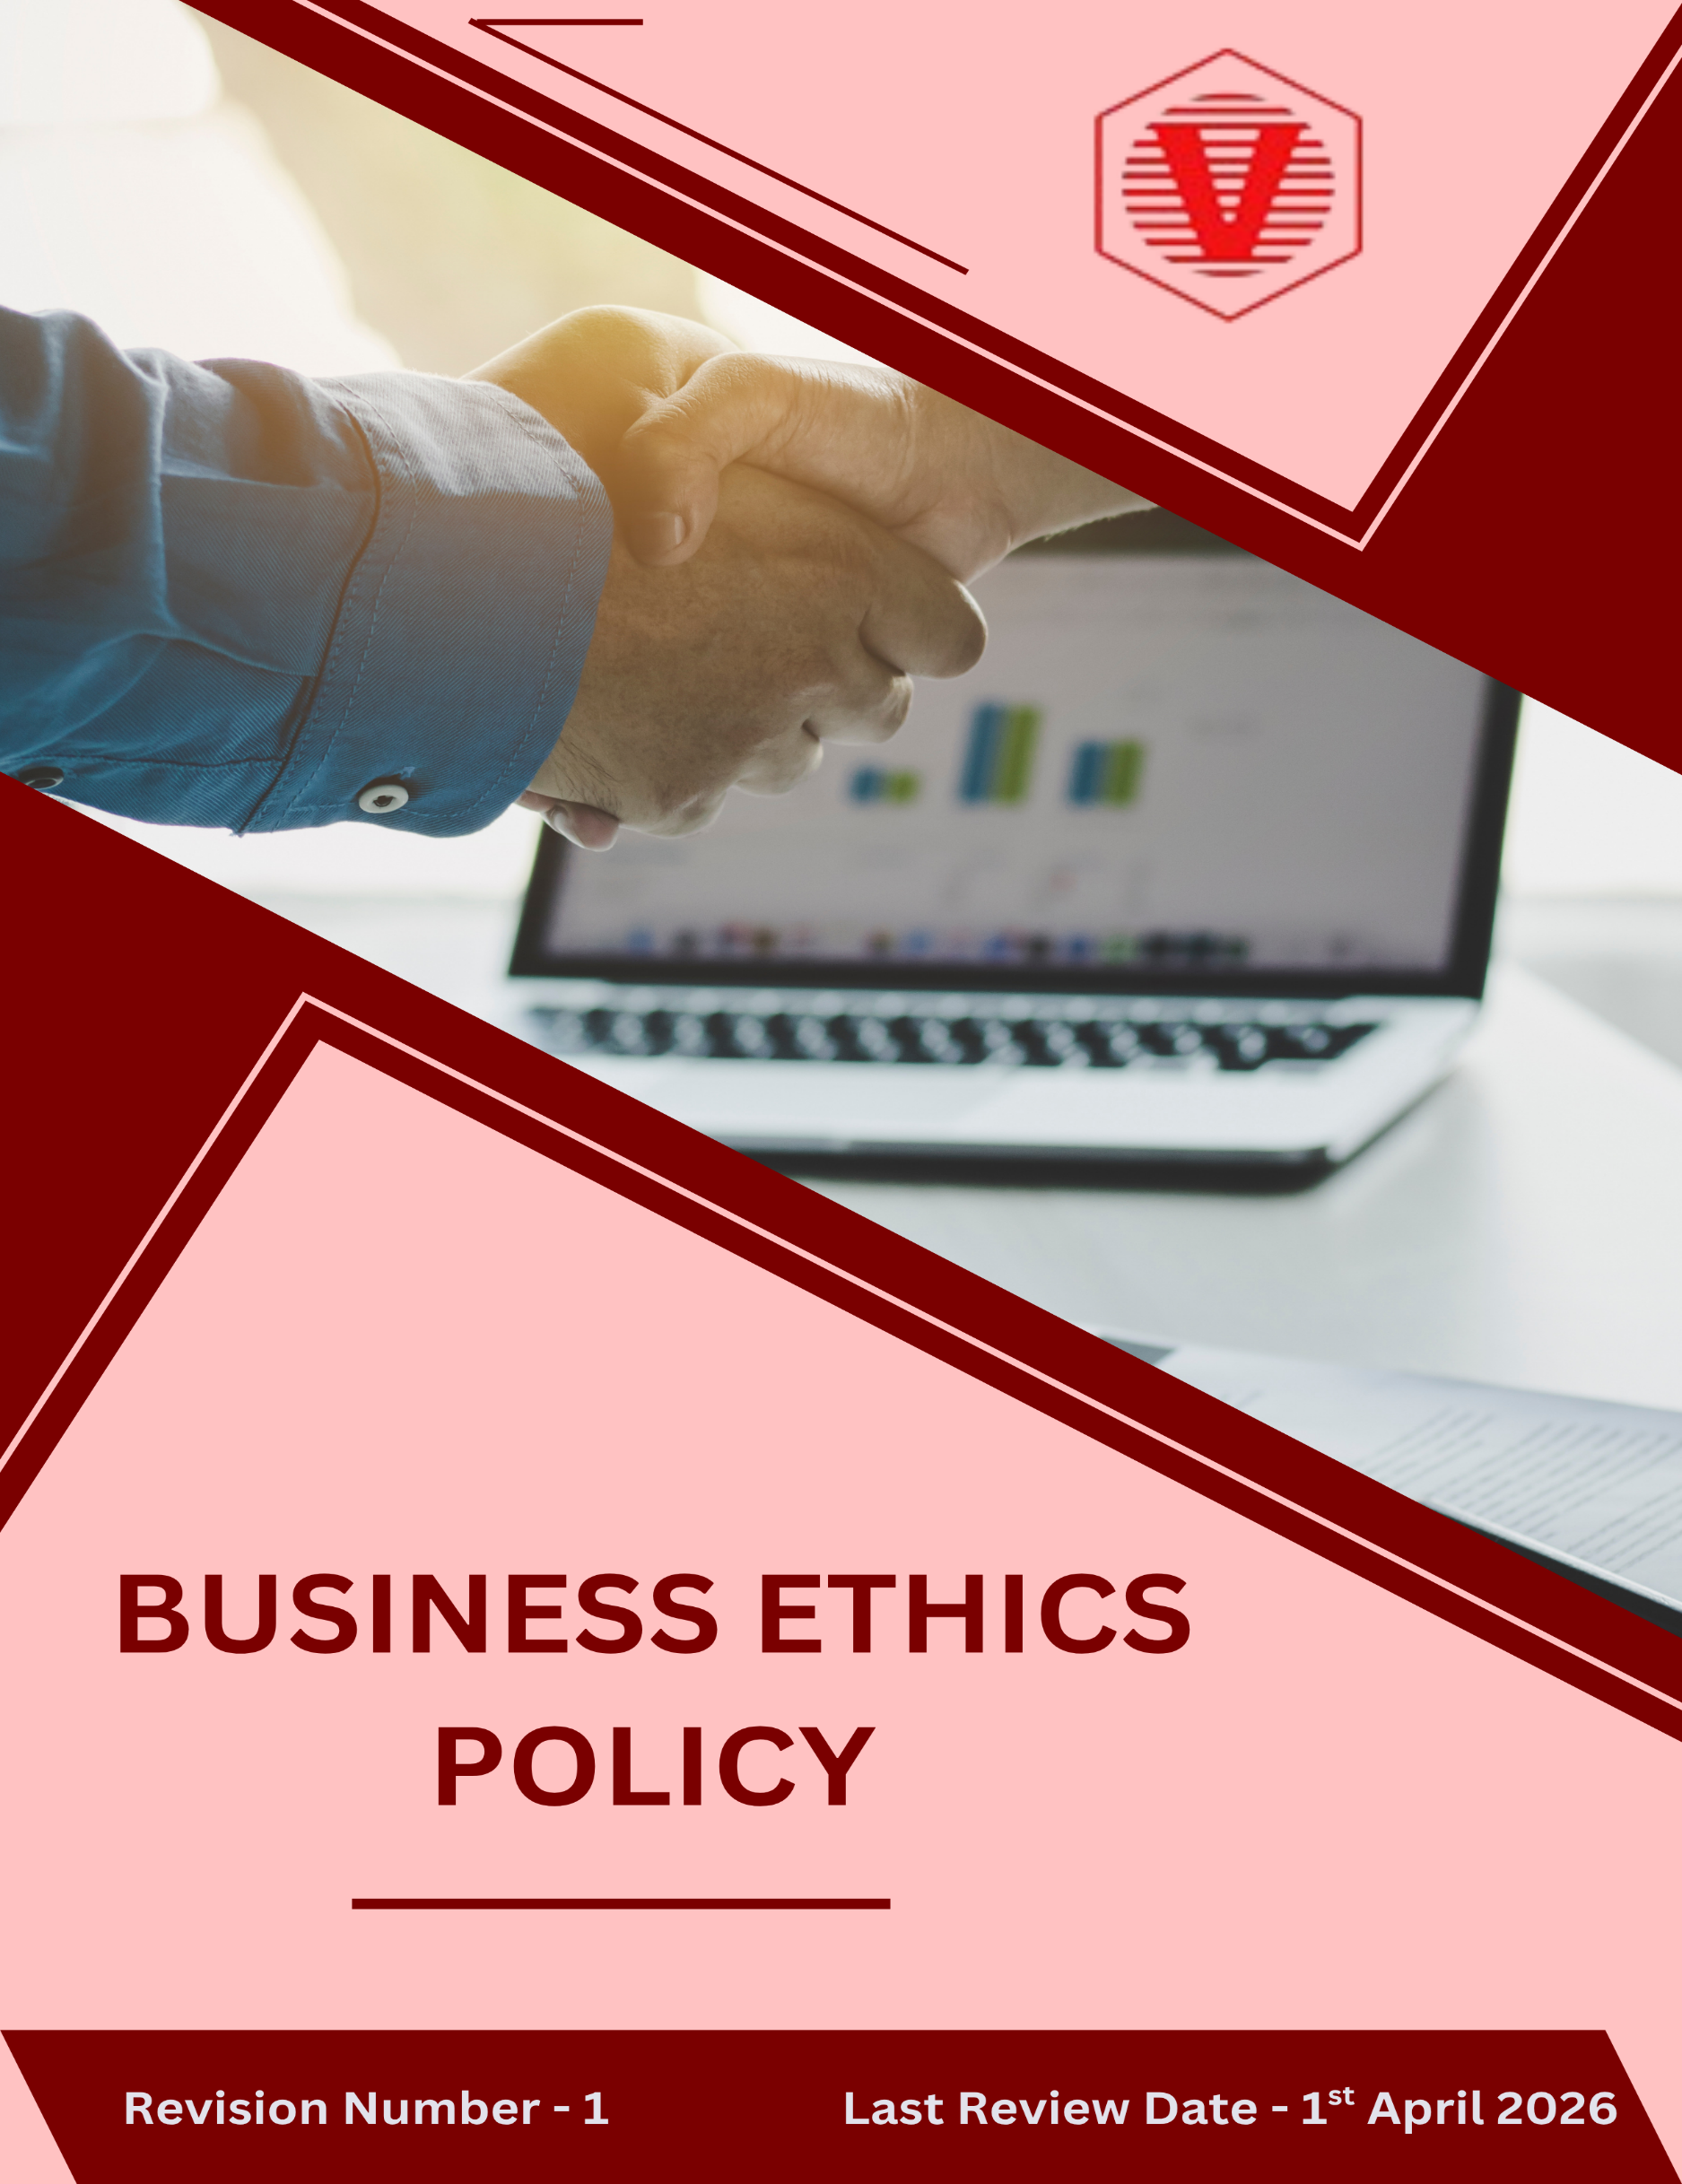 V
BUSINESS ETHICS
POLICY
Revision Number - 1
Last Review Date - 1st April 2026